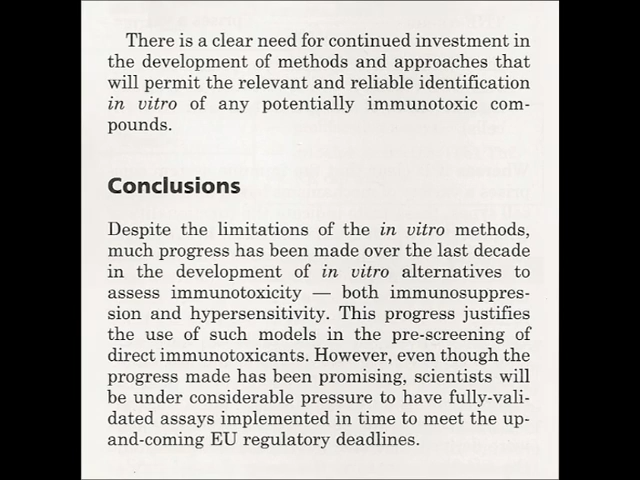 There is a clear need for continued investment in
the development of methods and approaches that
will permit the relevant and reliable identification
in vitro of any potentially immunotoxic com-
pounds.
Conclusions
Despite the limitations of the in vitro methods,
much progress has been made over the last decade
in the development of in vitro alternatives to
assess immunotoxicity — both immunosuppres-
sion and hypersensitivity. This progress justifies
the use of such models in the pre-screening of
direct immunotoxicants. However, even though the
progress made has been promising, scientists will
be under considerable pressure to have fully-vali-
dated assays implemented in time to meet the up-
and-coming EU regulatory deadlines.